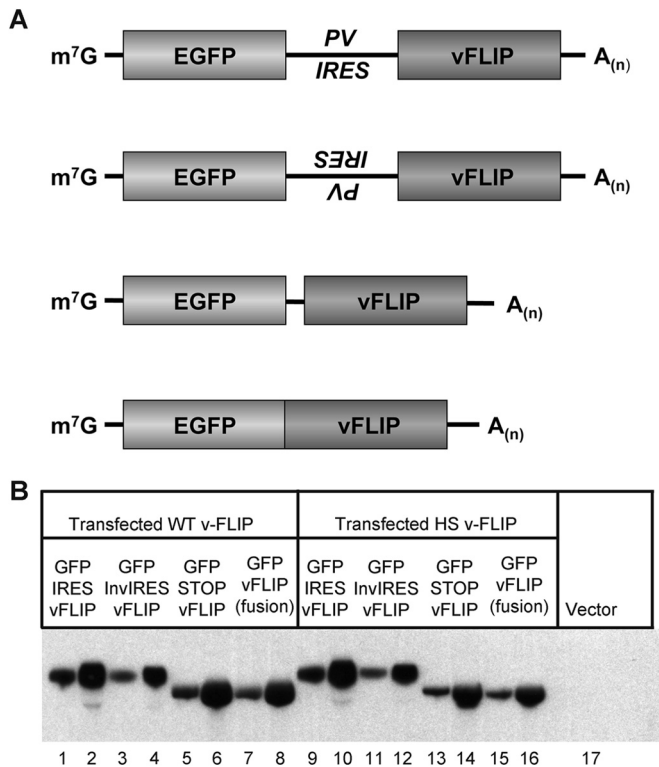 A
m⁷G EGFP PV IRES vFLIP A(n)
m⁷G EGFP PV IRES vFLIP A(n)
m⁷G EGFP vFLIP A(n)
m⁷G EGFP vFLIP A(n)
B
Transfected WT v-FLIP Transfected HS v-FLIP
GFP IRES vFLIP
GFP InvIRES vFLIP
GFP STOP vFLIP
GFP vFLIP (fusion)
GFP IRES vFLIP
GFP InvIRES vFLIP
GFP STOP vFLIP
GFP vFLIP (fusion)
Vector
1 2 3 4 5 6 7 8 9 10 11 12 13 14 15 16 17